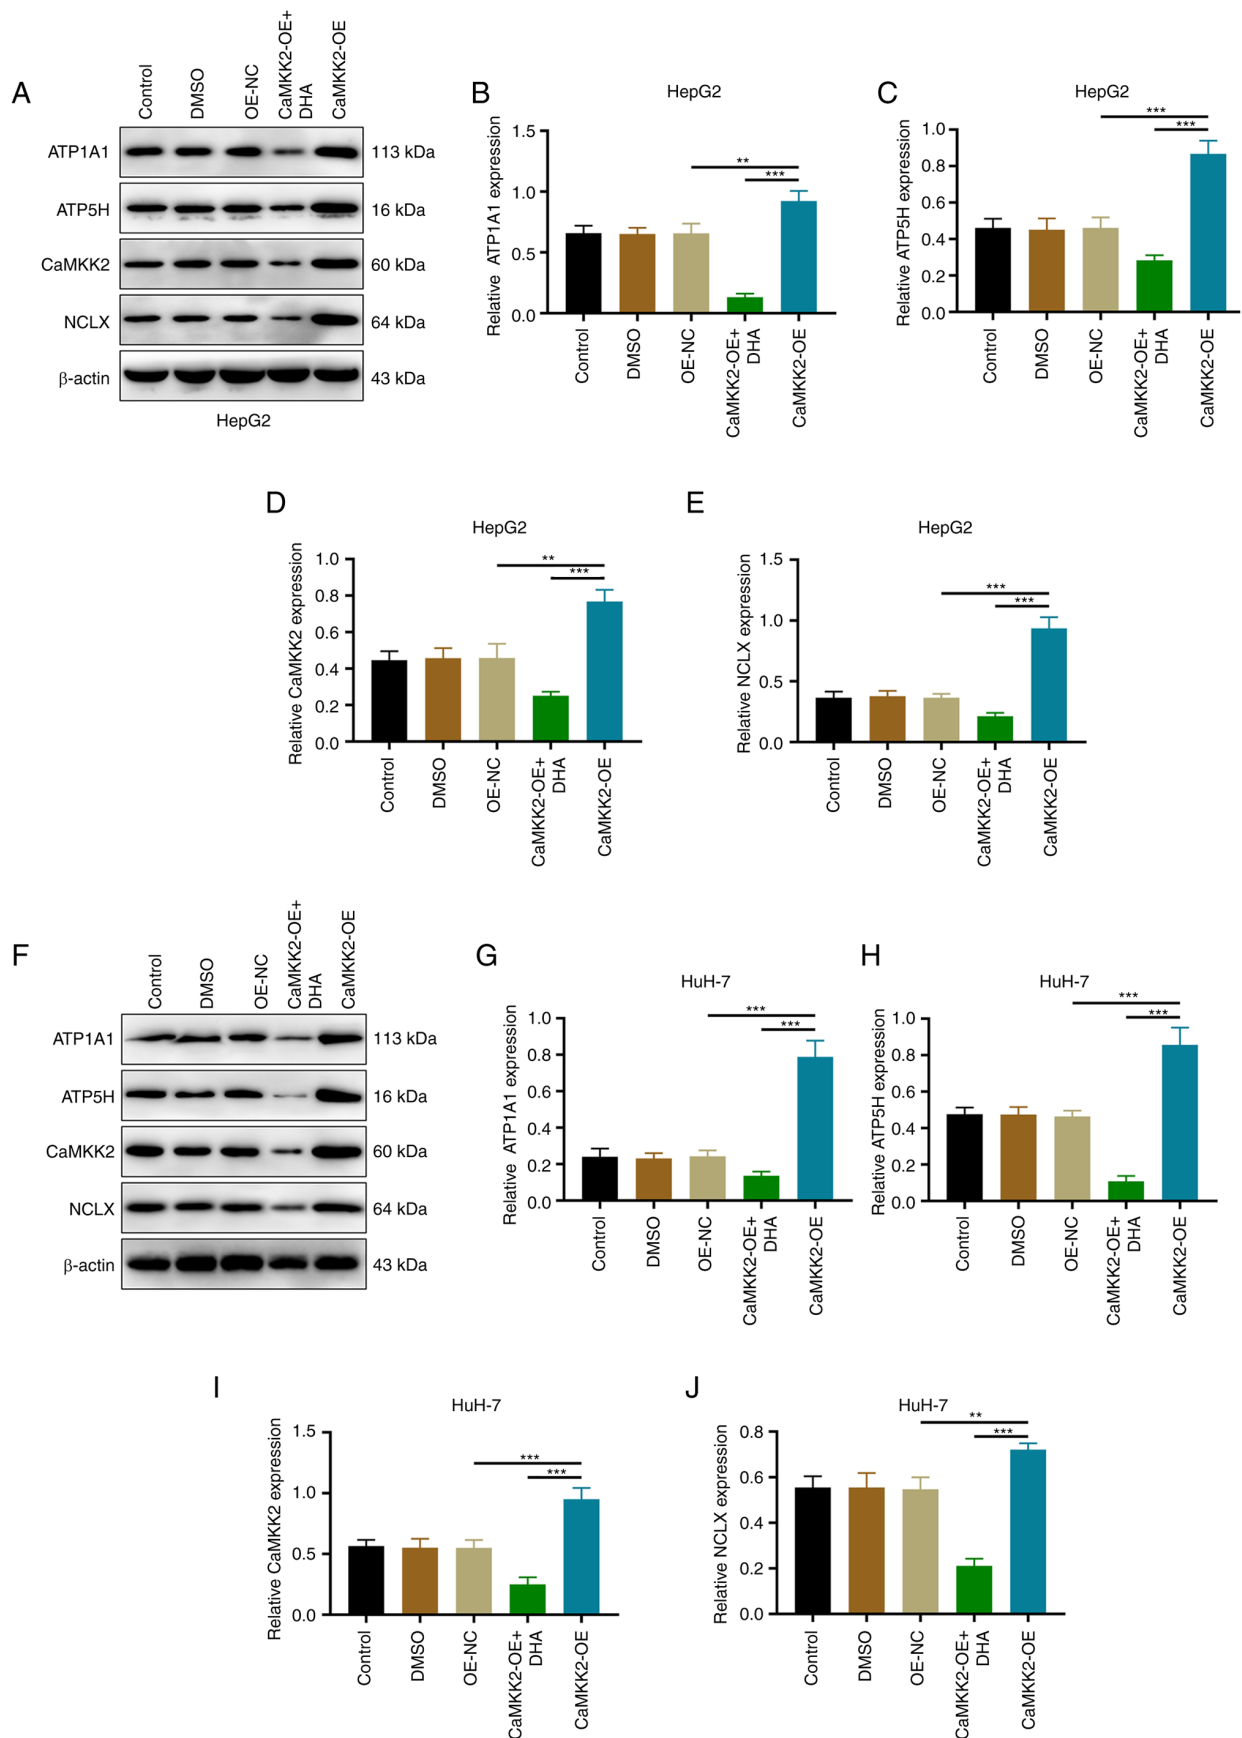 A
Control
DMSO
OE-NC
CaMKK2-OE+
DHA
CaMKK2-OE
ATP1A1
113 kDa
ATP5H
16 kDa
CaMKK2
60 kDa
NCLX
64 kDa
β-actin
43 kDa
HepG2
B
HepG2
Relative ATP1A1 expression
1.5
1.0
0.5
0.0
**
***
Control
DMSO
OE-NC
CaMKK2-OE+
DHA
CaMKK2-OE
C
HepG2
Relative ATP5H expression
1.0
0.8
0.6
0.4
0.2
0.0
***
***
Control
DMSO
OE-NC
CaMKK2-OE+
DHA
CaMKK2-OE
D
HepG2
Relative CaMKK2 expression
1.0
0.8
0.6
0.4
0.2
0.0
**
***
Control
DMSO
OE-NC
CaMKK2-OE+
DHA
CaMKK2-OE
E
HepG2
Relative NCLX expression
1.5
1.0
0.5
0.0
***
***
Control
DMSO
OE-NC
CaMKK2-OE+
DHA
CaMKK2-OE
F
Control
DMSO
OE-NC
CaMKK2-OE+
DHA
CaMKK2-OE
ATP1A1
113 kDa
ATP5H
16 kDa
CaMKK2
60 kDa
NCLX
64 kDa
β-actin
43 kDa
G
HuH-7
Relative ATP1A1 expression
1.0
0.8
0.6
0.4
0.2
0.0
***
***
Control
DMSO
OE-NC
CaMKK2-OE+
DHA
CaMKK2-OE
H
HuH-7
Relative ATP5H expression
1.0
0.8
0.6
0.4
0.2
0.0
***
***
Control
DMSO
OE-NC
CaMKK2-OE+
DHA
CaMKK2-OE
I
HuH-7
Relative CaMKK2 expression
1.5
1.0
0.5
0.0
***
***
Control
DMSO
OE-NC
CaMKK2-OE+
DHA
CaMKK2-OE
J
HuH-7
Relative NCLX expression
0.8
0.6
0.4
0.2
0.0
**
***
Control
DMSO
OE-NC
CaMKK2-OE+
DHA
CaMKK2-OE